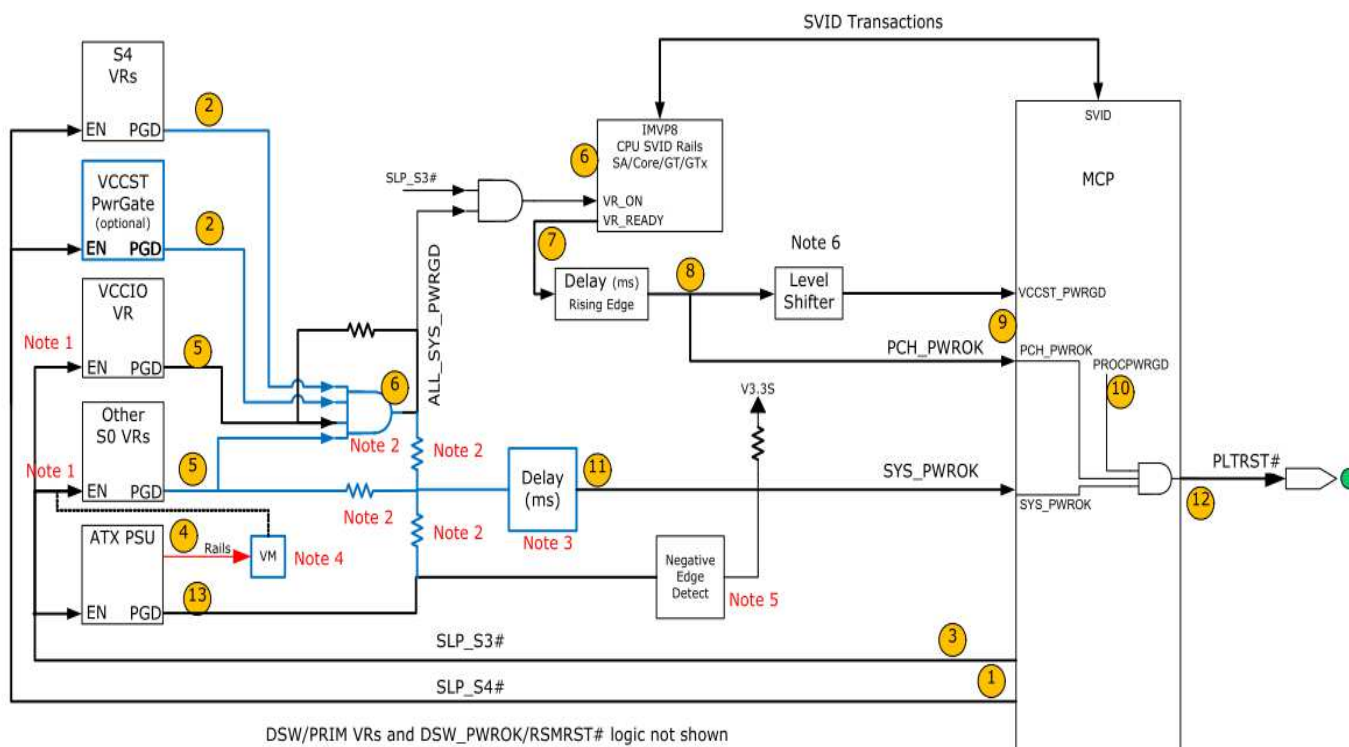 SVID Transactions
S4
VRs
EN PGD
2
VCCST
PwrGate
(optional)
EN PGD
2
VCCIO
VR
Note 1
EN PGD
5
Other
S0 VRs
Note 1
EN PGD
5
ATX PSU
4
Rails
VM
Note 4
EN PGD
13
SLP_S3#
6
ALL_SYS_PWRGD
Note 2
Note 2
Note 2
Note 2
6
IMVP8
CPU SVID Rails
SA/Core/GT/GTx
VR_ON
VR_READY
7
Delay (ms)
Rising Edge
8
Note 6
Level
Shifter
PCH_PWROK
V3.3S
Delay
(ms)
Note 3
11
SYS_PWROK
Negative
Edge
Detect
Note 5
SVID
MCP
VCCST_PWRGD
9
PCH_PWROK
PROCPWRGD
10
SYS_PWROK
12
PLTRST#
SLP_S3#
3
SLP_S4#
1
DSW/PRIM VRs and DSW_PWROK/RSMRST# logic not shown